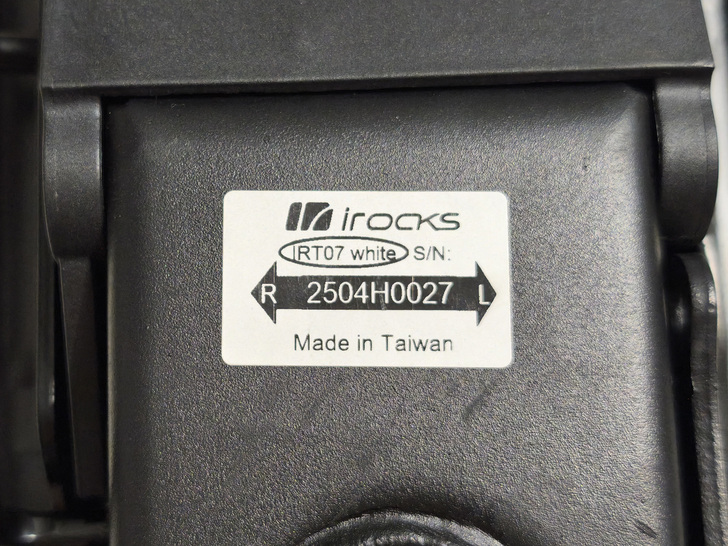 irocks
IRT07 white S/N:
R 2504H0027 L
Made in Taiwan